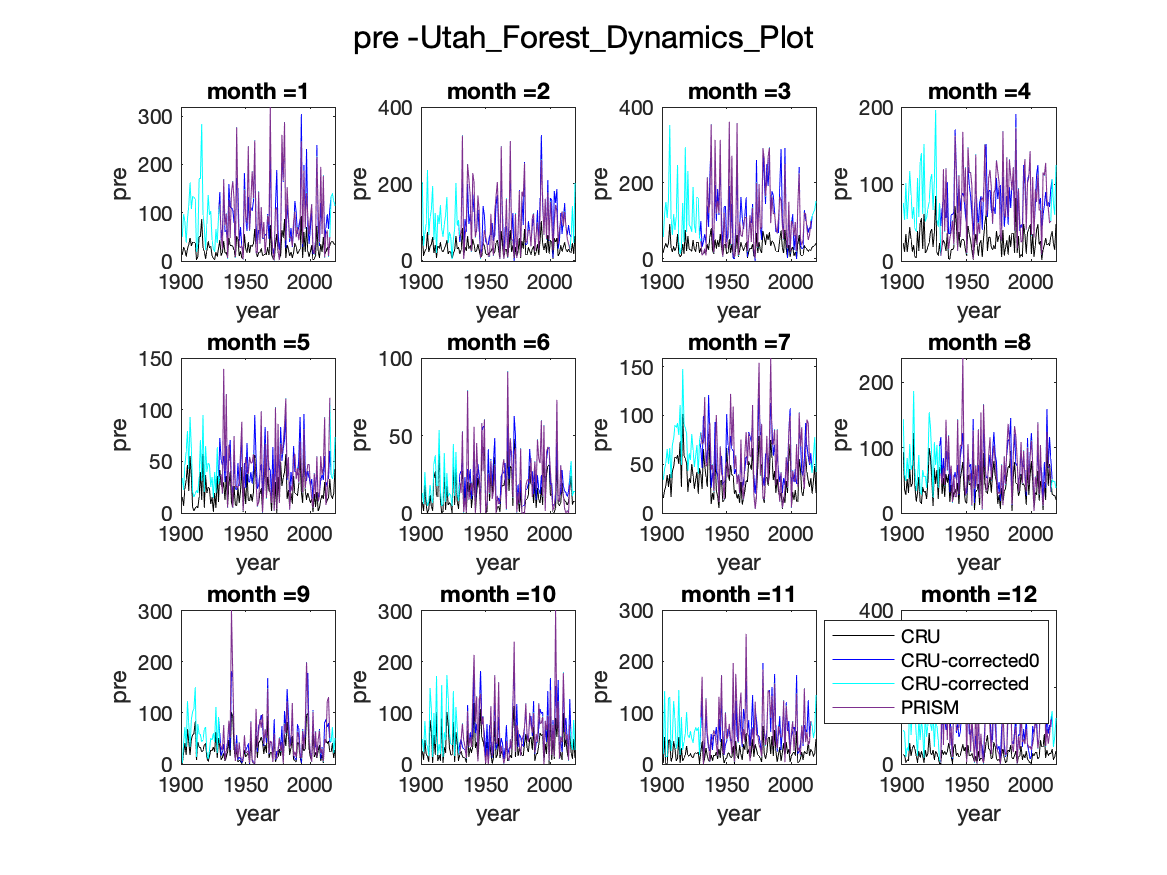 pre -Utah_Forest_Dynamics_Plot
month =1
month =2
month =3
month =4
300
200
100
0
pre
1900 1950 2000
year
400
200
0
pre
1900 1950 2000
year
400
200
0
pre
1900 1950 2000
year
200
100
0
pre
1900 1950 2000
year
month =5
month =6
month =7
month =8
150
100
50
0
pre
1900 1950 2000
year
100
50
0
pre
1900 1950 2000
year
150
100
50
0
pre
1900 1950 2000
year
200
100
0
pre
1900 1950 2000
year
month =9
month =10
month =11
month =12
300
200
100
0
pre
1900 1950 2000
year
300
200
100
0
pre
1900 1950 2000
year
300
200
100
0
pre
1900 1950 2000
year
400
0
1900 1950 2000
year
CRU
CRU-corrected0
CRU-corrected
PRISM